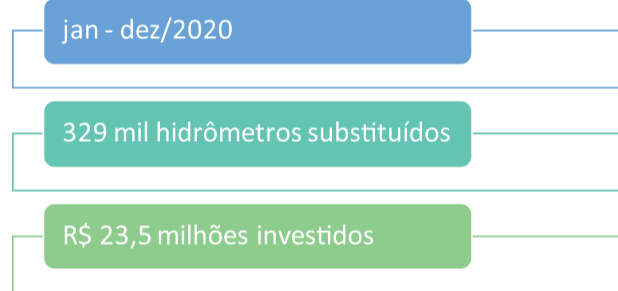 jan - dez/2020
329 mil hidrômetros substituídos
R$ 23,5 milhões investidos